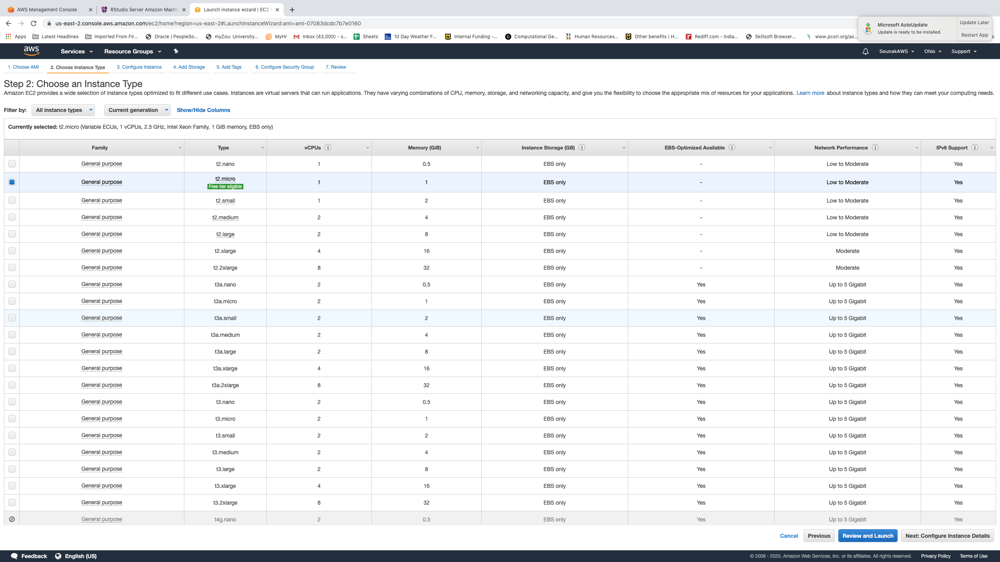 AWS Management Console
RStudio Server Amazon Machi
Launch instance wizard | EC2 M
us-east-2.console.aws.amazon.com/ec2/home?region=us-east-2#LaunchInstanceWizard:ami=ami-07083dcdc7b7e0160
Microsoft AutoUpdate
Update is ready to be installed.
Update Later
Restart App
Apps Latest Headlines Imported From Fir... Oracle | PeopleSo... myZou: University... MyHr Inbox (43,000) - s... Sheets 10 Day Weather F... Internal Funding -... Computational Ge... Human Resources... Other benefits | H... Rediff.com - India... Skillsoft Browser... www.pcori.org/as...
aws Services Resource Groups SounakAWS Ohio Support
1. Choose AMI 2. Choose Instance Type 3. Configure Instance 4. Add Storage 5. Add Tags 6. Configure Security Group 7. Review
Step 2: Choose an Instance Type
Amazon EC2 provides a wide selection of instance types optimized to fit different use cases. Instances are virtual servers that can run applications. They have varying combinations of CPU, memory, storage, and networking capacity, and give you the flexibility to choose the appropriate mix of resources for your applications. Learn more about instance types and how they can meet your computing needs.
Filter by: All instance types Current generation Show/Hide Columns
Currently selected: t2.micro (Variable ECUs, 1 vCPUs, 2.5 GHz, Intel Xeon Family, 1 GiB memory, EBS only)
Family Type vCPUs Memory (GiB) Instance Storage (GB) EBS-Optimized Available Network Performance IPv6 Support
General purpose t2.nano 1 0.5 EBS only - Low to Moderate Yes
General purpose t2.micro Free tier eligible 1 1 EBS only - Low to Moderate Yes
General purpose t2.small 1 2 EBS only - Low to Moderate Yes
General purpose t2.medium 2 4 EBS only - Low to Moderate Yes
General purpose t2.large 2 8 EBS only - Low to Moderate Yes
General purpose t2.xlarge 4 16 EBS only - Moderate Yes
General purpose t2.2xlarge 8 32 EBS only - Moderate Yes
General purpose t3a.nano 2 0.5 EBS only Yes Up to 5 Gigabit Yes
General purpose t3a.micro 2 1 EBS only Yes Up to 5 Gigabit Yes
General purpose t3a.small 2 2 EBS only Yes Up to 5 Gigabit Yes
General purpose t3a.medium 2 4 EBS only Yes Up to 5 Gigabit Yes
General purpose t3a.large 2 8 EBS only Yes Up to 5 Gigabit Yes
General purpose t3a.xlarge 4 16 EBS only Yes Up to 5 Gigabit Yes
General purpose t3a.2xlarge 8 32 EBS only Yes Up to 5 Gigabit Yes
General purpose t3.nano 2 0.5 EBS only Yes Up to 5 Gigabit Yes
General purpose t3.micro 2 1 EBS only Yes Up to 5 Gigabit Yes
General purpose t3.small 2 2 EBS only Yes Up to 5 Gigabit Yes
General purpose t3.medium 2 4 EBS only Yes Up to 5 Gigabit Yes
General purpose t3.large 2 8 EBS only Yes Up to 5 Gigabit Yes
General purpose t3.xlarge 4 16 EBS only Yes Up to 5 Gigabit Yes
General purpose t3.2xlarge 8 32 EBS only Yes Up to 5 Gigabit Yes
General purpose t4g.nano 2 0.5 EBS only Yes Up to 5 Gigabit Yes
Cancel Previous Review and Launch Next: Configure Instance Details
Feedback English (US) © 2008 - 2020, Amazon Web Services, Inc. or its affiliates. All rights reserved. Privacy Policy Terms of Use